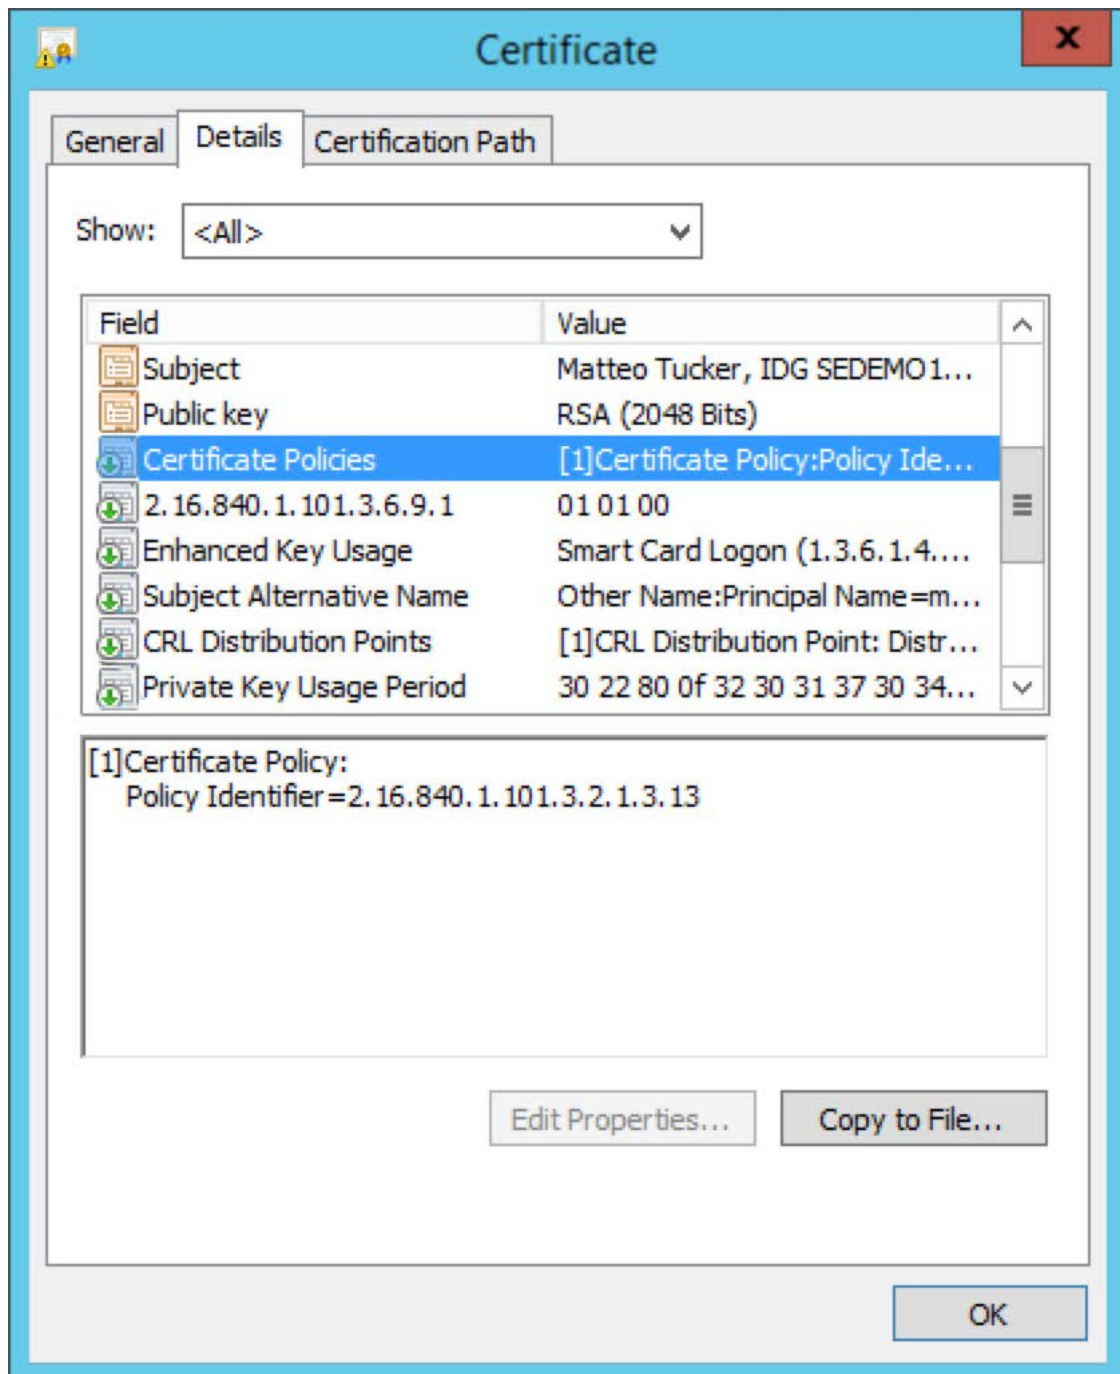 Certificate
X
General Details Certification Path
Show: <All>
Field Value
Subject Matteo Tucker, IDG SEDEMO1...
Public key RSA (2048 Bits)
Certificate Policies [1]Certificate Policy:Policy Ide...
2.16.840.1.101.3.6.9.1 01 01 00
Enhanced Key Usage Smart Card Logon (1.3.6.1.4....
Subject Alternative Name Other Name:Principal Name=m...
CRL Distribution Points [1]CRL Distribution Point: Distr...
Private Key Usage Period 30 22 80 0f 32 30 31 37 30 34...
[1]Certificate Policy:
Policy Identifier=2.16.840.1.101.3.2.1.3.13
Edit Properties... Copy to File...
OK